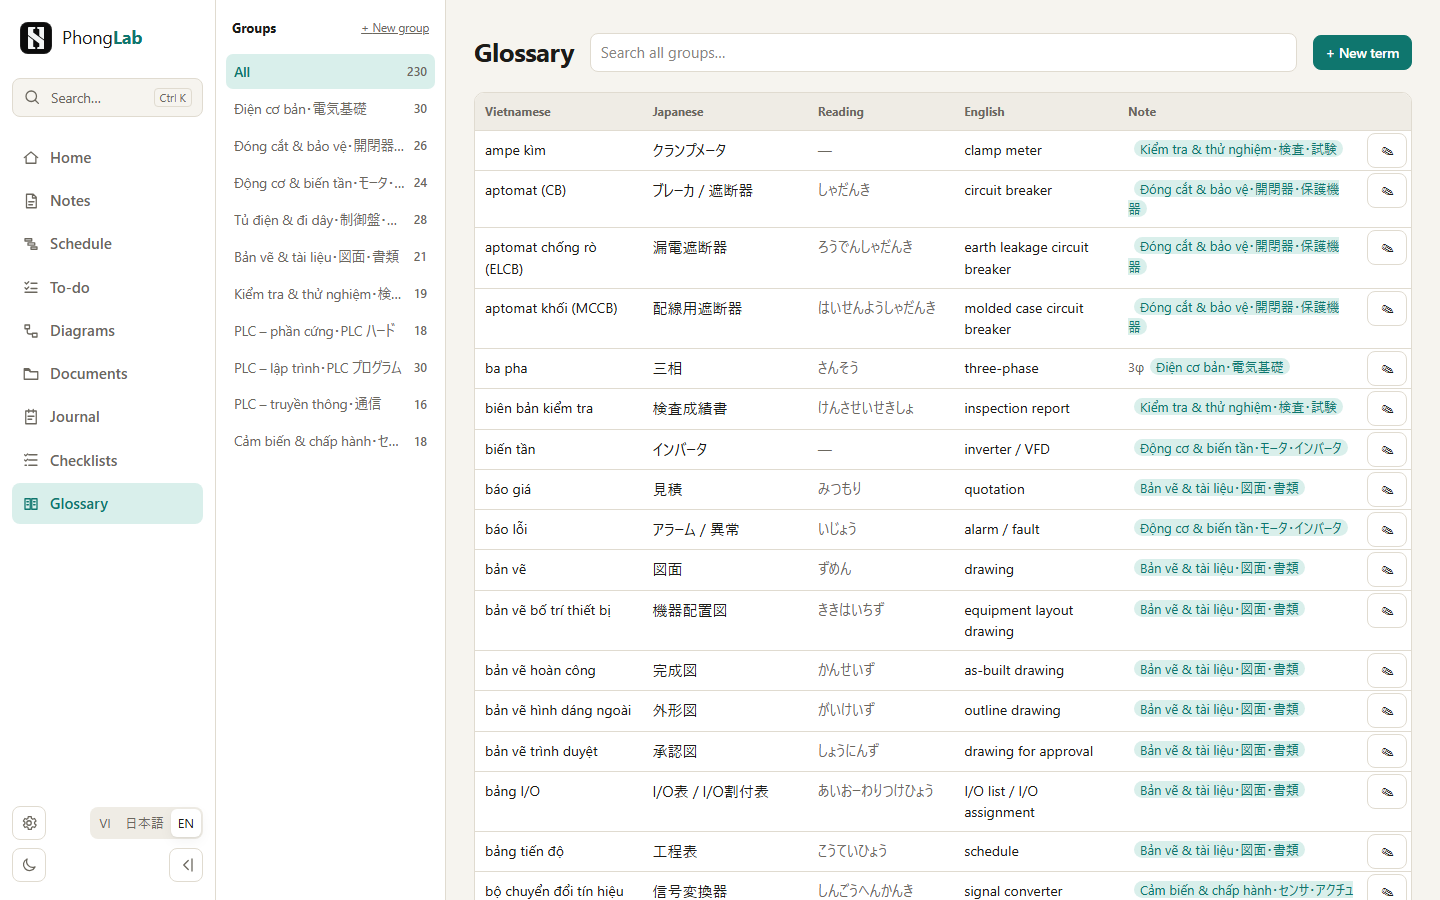 PhongLab
Search...
Ctrl K
Home
Notes
Schedule
To-do
Diagrams
Documents
Journal
Checklists
Glossary
VI
日本語
EN
Groups
+ New group
All 230
Điện cơ bản・電気基礎 30
Đóng cắt & bảo vệ・開閉器... 26
Động cơ & biến tần・モータ・... 24
Tủ điện & đi dây・制御盤・... 28
Bản vẽ & tài liệu・図面・書類 21
Kiểm tra & thử nghiệm・検... 19
PLC – phần cứng・PLC ハード 18
PLC – lập trình・PLC プログラム 30
PLC – truyền thông・通信 16
Cảm biến & chấp hành・セ... 18
Glossary
Search all groups...
+ New term
Vietnamese Japanese Reading English Note
ampe kìm クランプメータ — clamp meter Kiểm tra & thử nghiệm・検査・試験
aptomat (CB) ブレーカ / 遮断器 しゃだんき circuit breaker Đóng cắt & bảo vệ・開閉器・保護機
器
aptomat chống rò 漏電遮断器 ろうでんしゃだんき earth leakage circuit Đóng cắt & bảo vệ・開閉器・保護機
(ELCB) breaker 器
aptomat khối (MCCB) 配線用遮断器 はいせんようしゃだんき molded case circuit Đóng cắt & bảo vệ・開閉器・保護機
breaker 器
ba pha 三相 さんそう three-phase 3φ Điện cơ bản・電気基礎
biên bản kiểm tra 検査成績書 けんさせいせきしょ inspection report Kiểm tra & thử nghiệm・検査・試験
biến tần インバータ — inverter / VFD Động cơ & biến tần・モータ・インバータ
báo giá 見積 みつもり quotation Bản vẽ & tài liệu・図面・書類
báo lỗi アラーム / 異常 いじょう alarm / fault Động cơ & biến tần・モータ・インバータ
bản vẽ 図面 ずめん drawing Bản vẽ & tài liệu・図面・書類
bản vẽ bố trí thiết bị 機器配置図 ききはいちず equipment layout Bản vẽ & tài liệu・図面・書類
drawing
bản vẽ hoàn công 完成図 かんせいず as-built drawing Bản vẽ & tài liệu・図面・書類
bản vẽ hình dáng ngoài 外形図 がいけいず outline drawing Bản vẽ & tài liệu・図面・書類
bản vẽ trình duyệt 承認図 しょうにんず drawing for approval Bản vẽ & tài liệu・図面・書類
bảng I/O I/O表 / I/O割付表 あいおーわりつけひょう I/O list / I/O Bản vẽ & tài liệu・図面・書類
assignment
bảng tiến độ 工程表 こうていひょう schedule Bản vẽ & tài liệu・図面・書類
bộ chuyển đổi tín hiệu 信号変換器 しんごうへんかんき signal converter Cảm biến & chấp hành・センサ・アクチュ